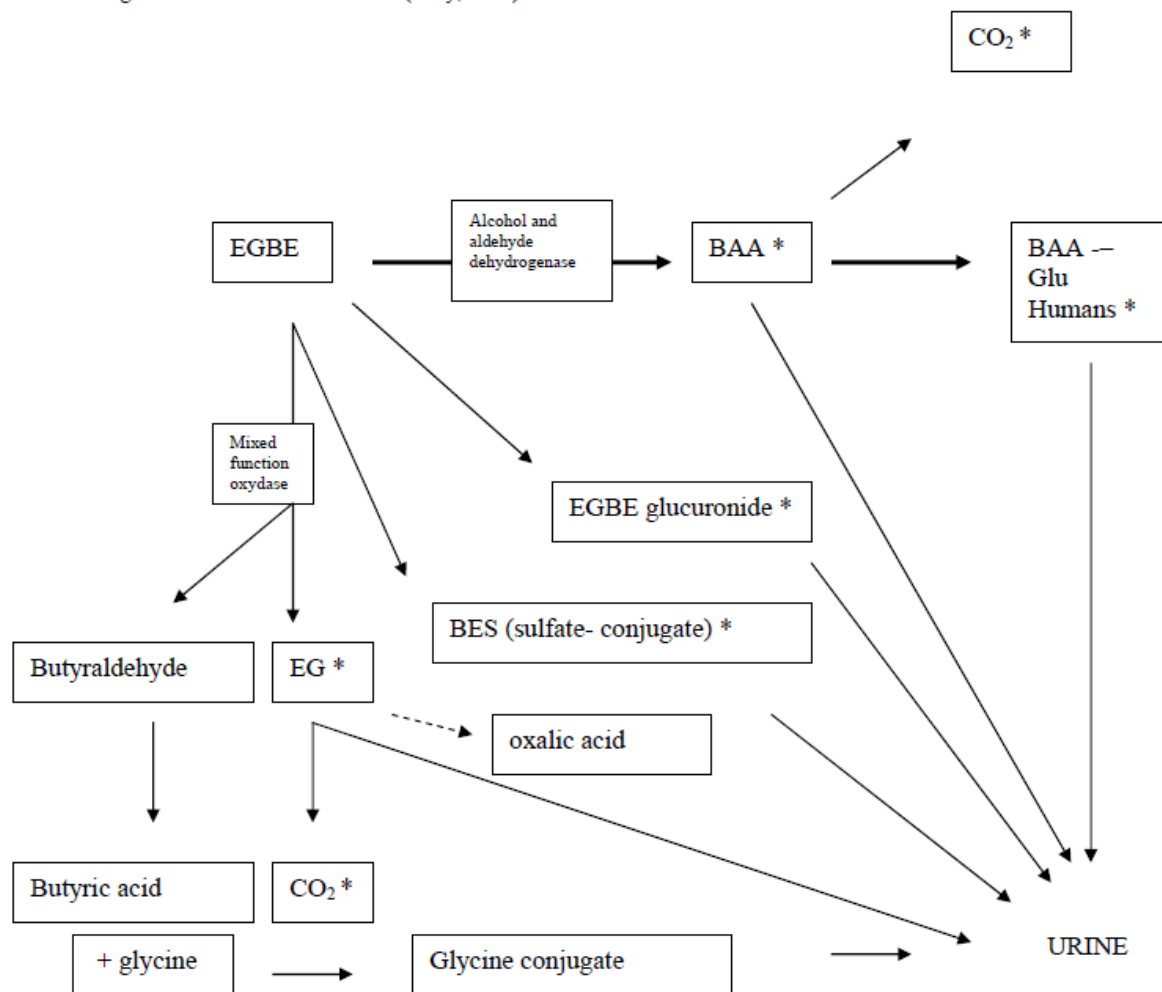 CO₂ *
EGBE
Alcohol and
aldehyde
dehydrogenase
BAA *
BAA -–
Glu
Humans *
Mixed
function
oxydase
EGBE glucuronide *
BES (sulfate- conjugate) *
Butyraldehyde
EG *
oxalic acid
Butyric acid
CO₂ *
+ glycine
Glycine conjugate
URINE